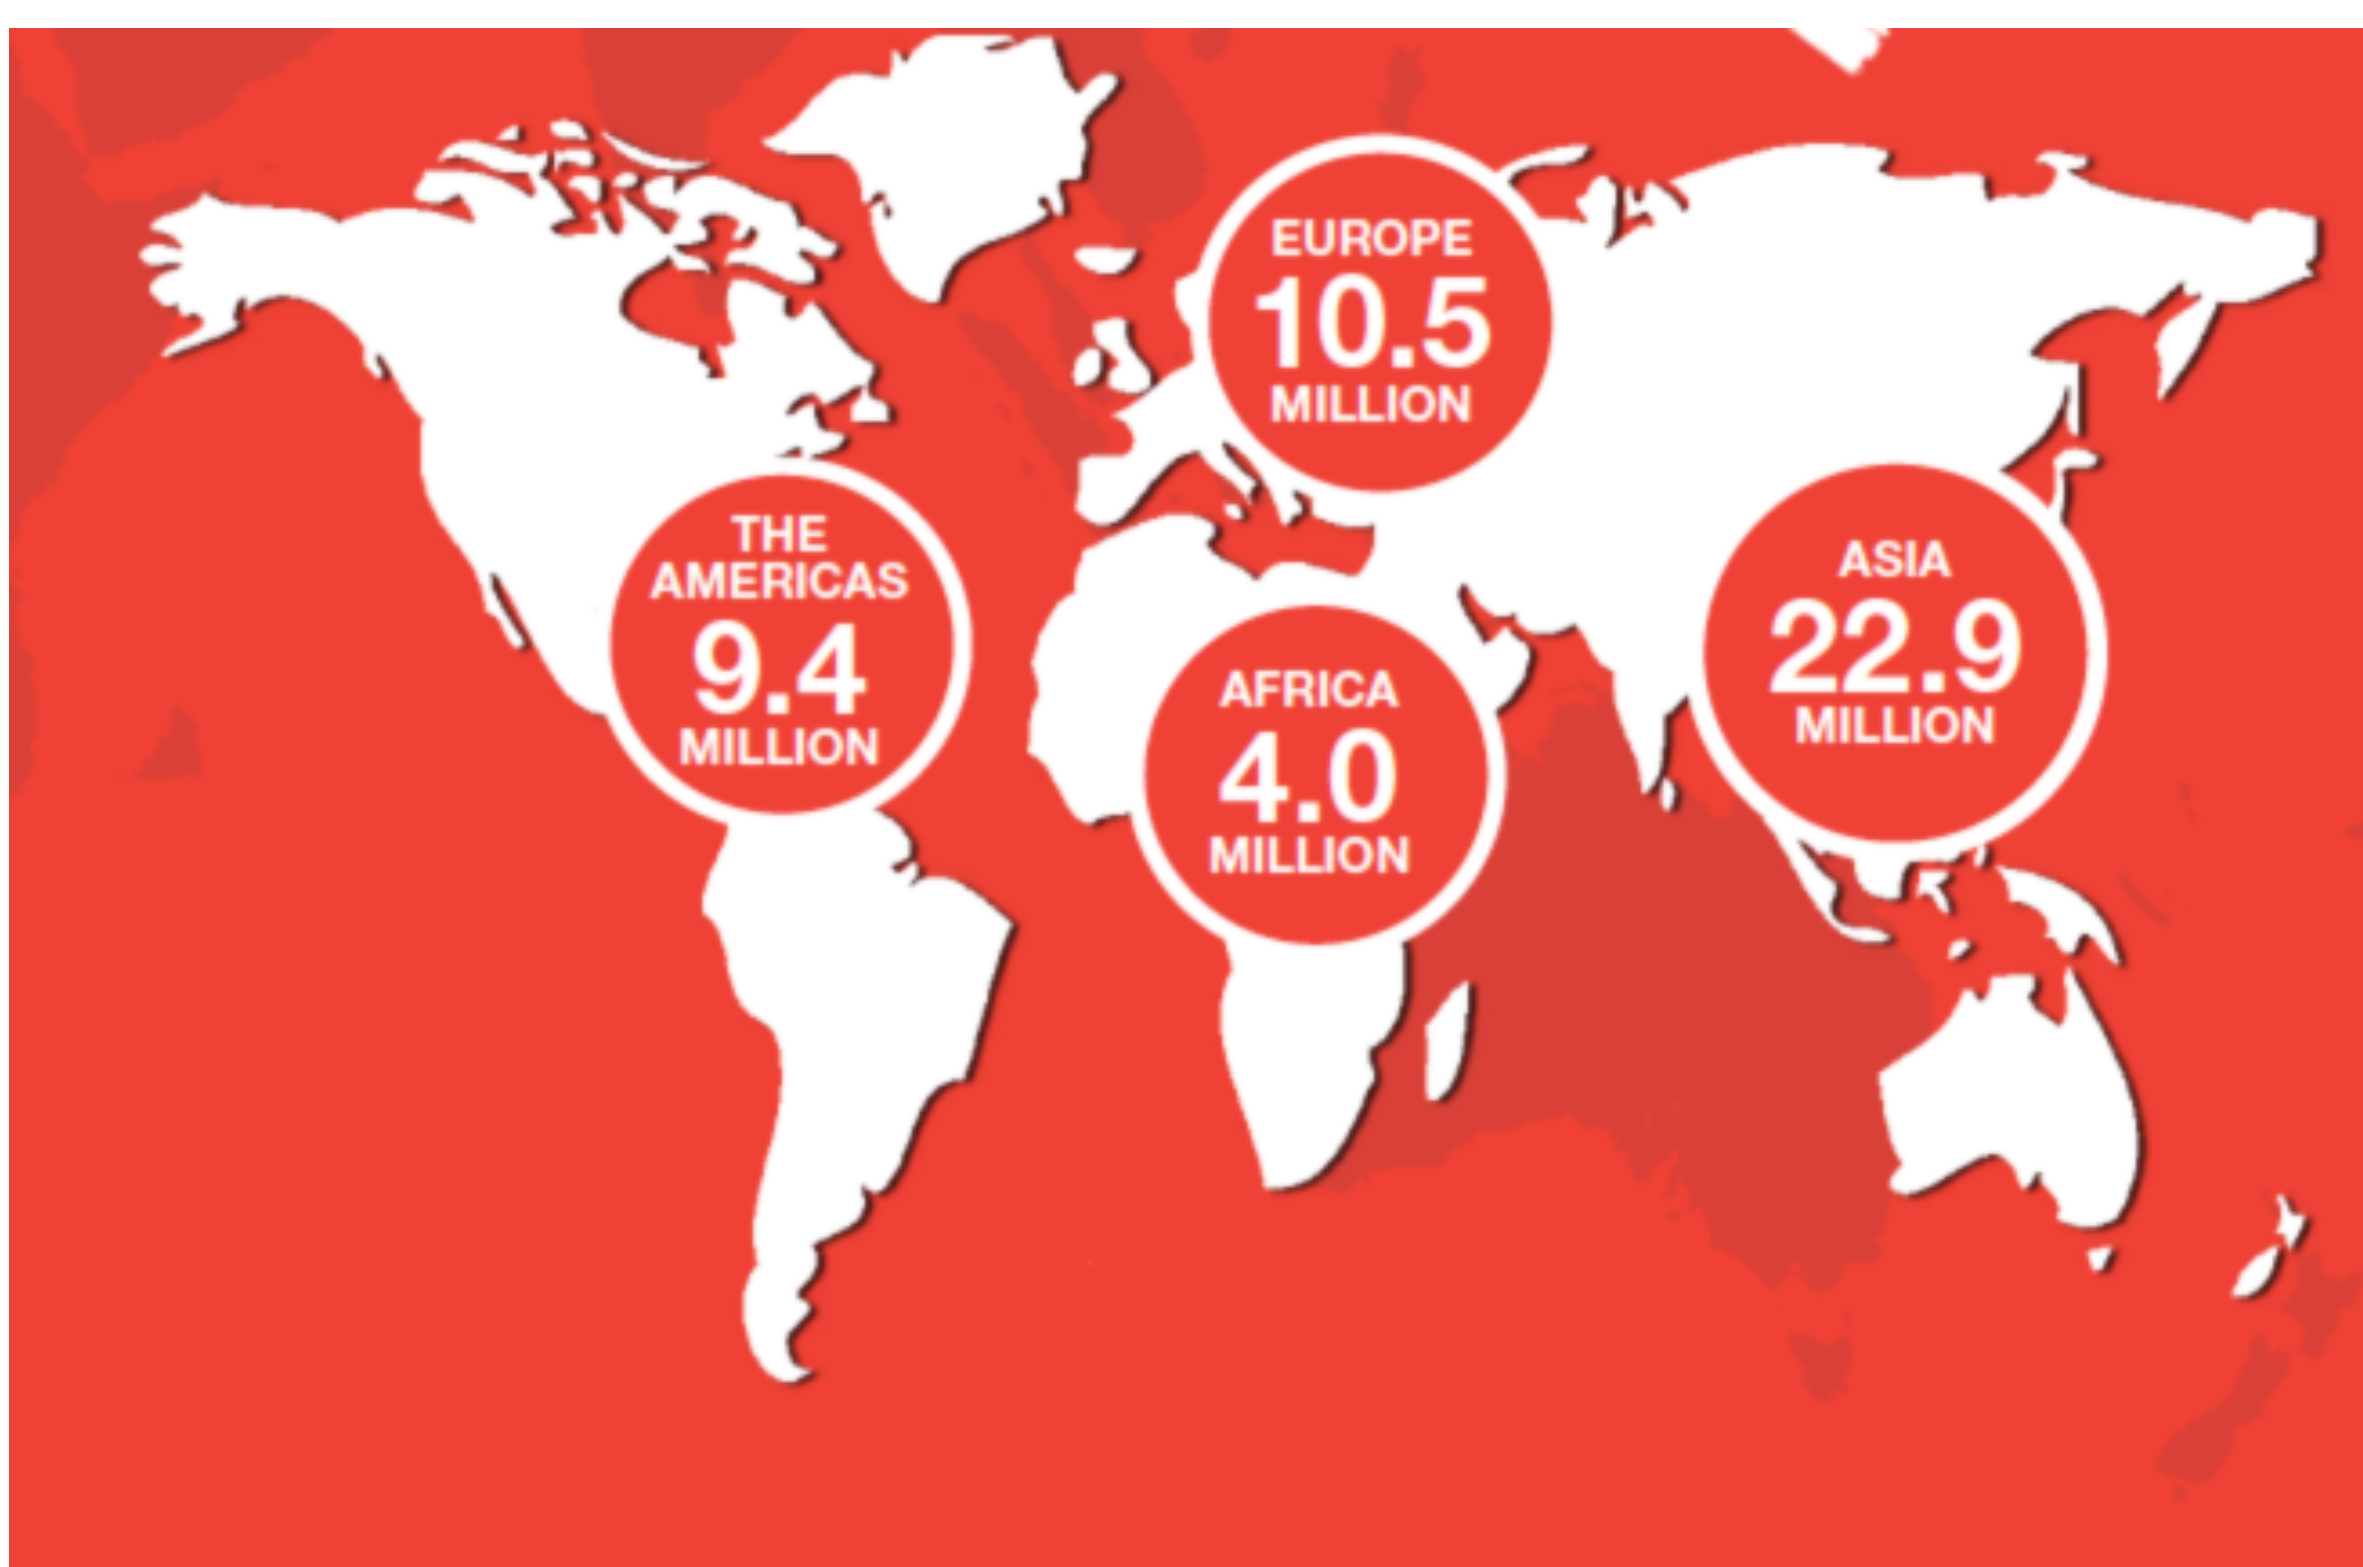 EUROPE
10.5
MILLION
THE
AMERICAS
9.4
MILLION
AFRICA
4.0
MILLION
ASIA
22.9
MILLION